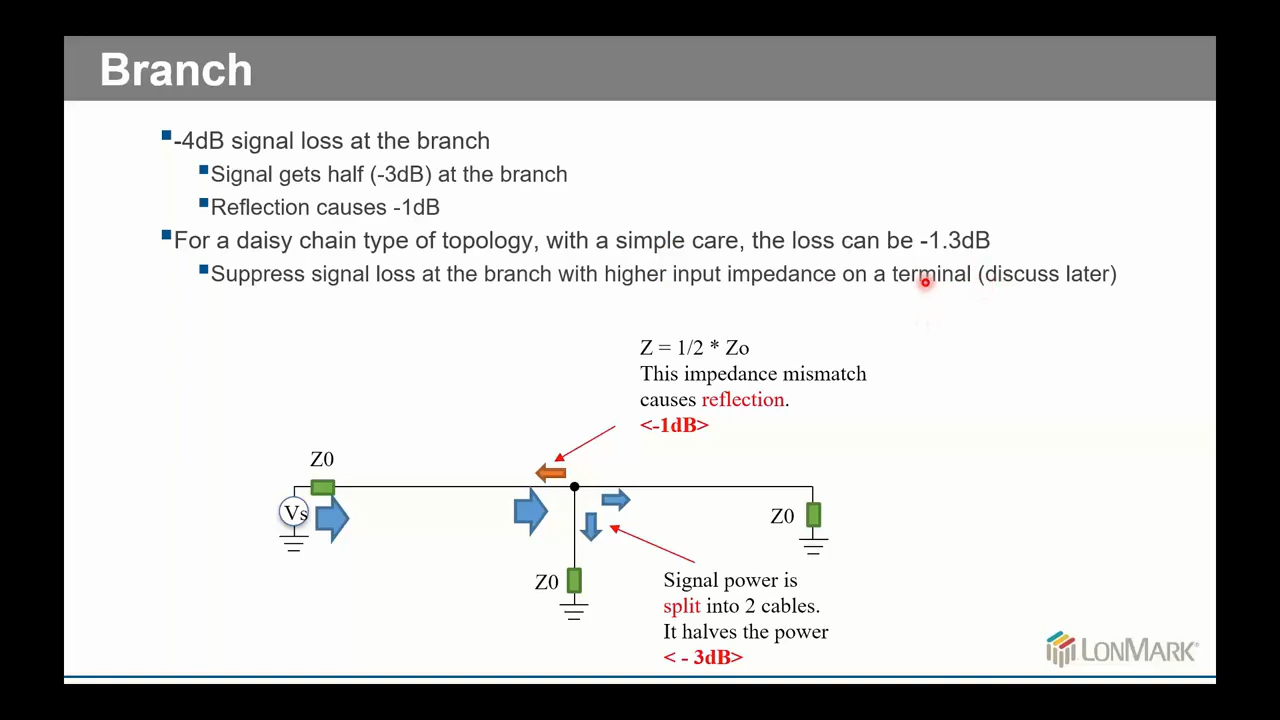 Branch
-4dB signal loss at the branch
Signal gets half (-3dB) at the branch
Reflection causes -1dB
For a daisy chain type of topology, with a simple care, the loss can be -1.3dB
Suppress signal loss at the branch with higher input impedance on a terminal (discuss later)
Z = 1/2 * Zo
This impedance mismatch
causes reflection.
<-1dB>
Z0
Vs
Z0
Z0
Signal power is
split into 2 cables.
It halves the power
< - 3dB>
LONMARK®